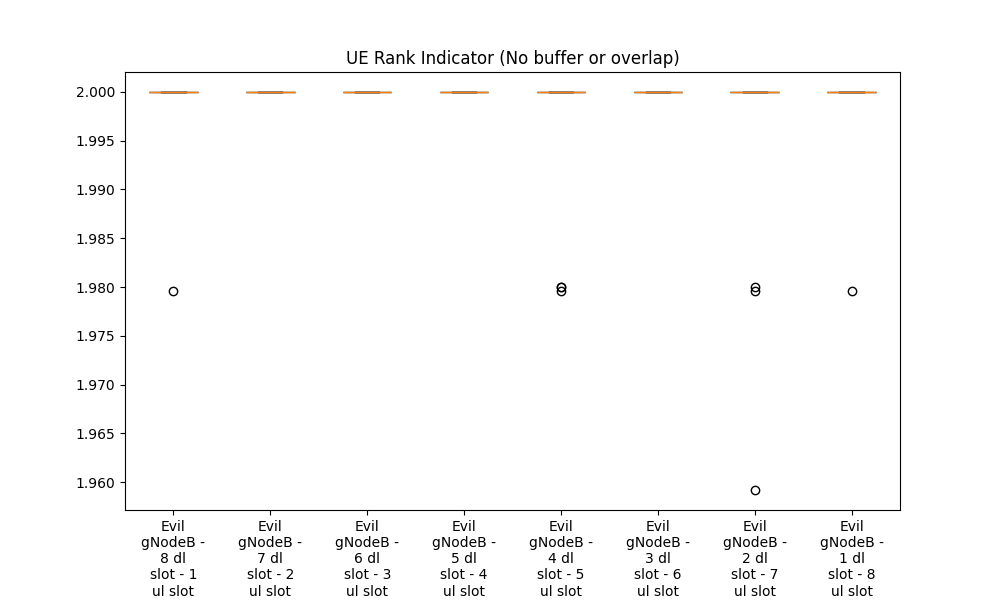 UE Rank Indicator (No buffer or overlap)
2.000
1.995
1.990
1.985
1.980
1.975
1.970
1.965
1.960
Evil
gNodeB -
8 dl
slot - 1
ul slot
Evil
gNodeB -
7 dl
slot - 2
ul slot
Evil
gNodeB -
6 dl
slot - 3
ul slot
Evil
gNodeB -
5 dl
slot - 4
ul slot
Evil
gNodeB -
4 dl
slot - 5
ul slot
Evil
gNodeB -
3 dl
slot - 6
ul slot
Evil
gNodeB -
2 dl
slot - 7
ul slot
Evil
gNodeB -
1 dl
slot - 8
ul slot